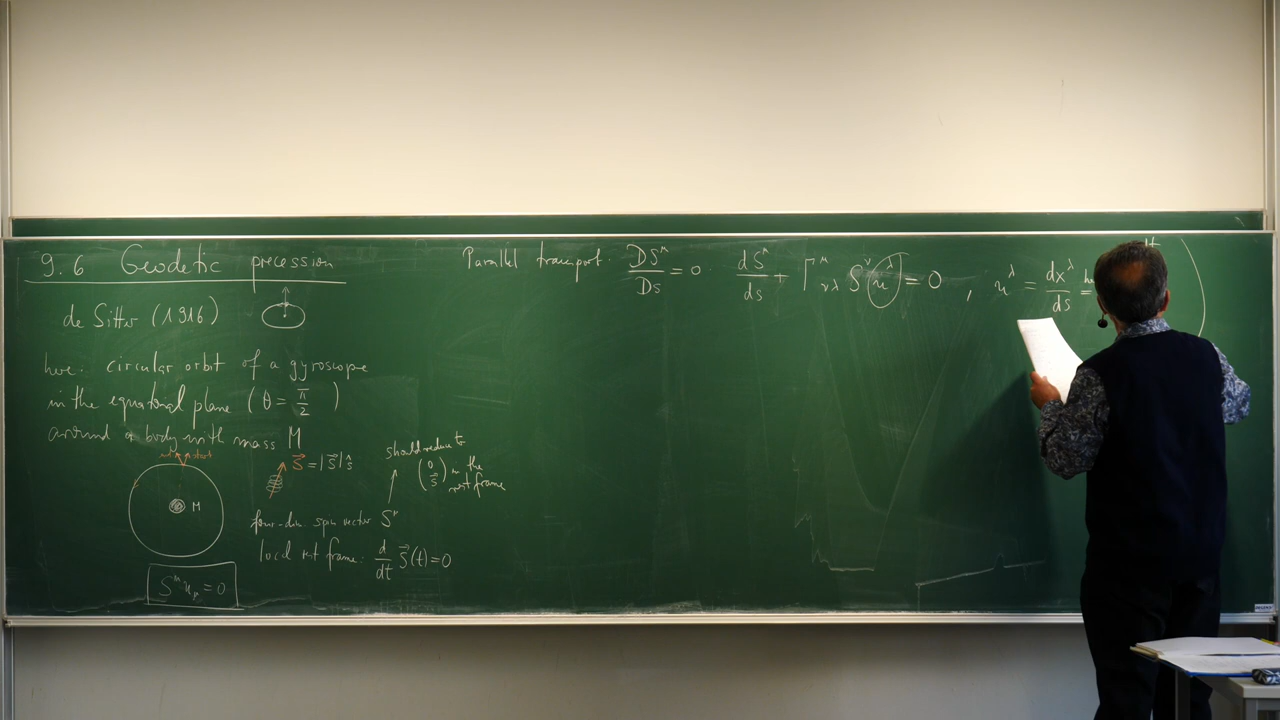 9.6 Geodetic precession
de Sitter (1916)
here: circular orbit of a gyroscope
in the equatorial plane (θ = π/2)
around a body with mass M
M
S⃗ = |S⃗| ŝ
should reduce to
(0 S⃗) in the
rest frame
four-dim. spin vector S^μ
local rest frame: d/dt S⃗(t) = 0
S^μ u_μ = 0
Parallel transport: DS^μ/Ds = 0 dS^μ/ds + Γ^μ_νλ S^ν u^λ = 0 , u^λ = dx^λ/ds =